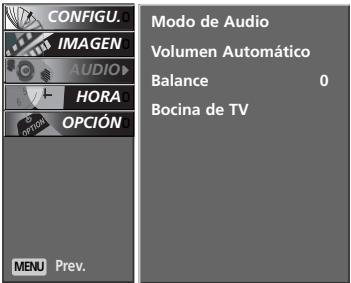 CONFIGU.
IMAGEN
AUDIO
HORA
OPCIÓN
MENU Prev.
Modo de Audio
Volumen Automático
Balance 0
Bocina de TV